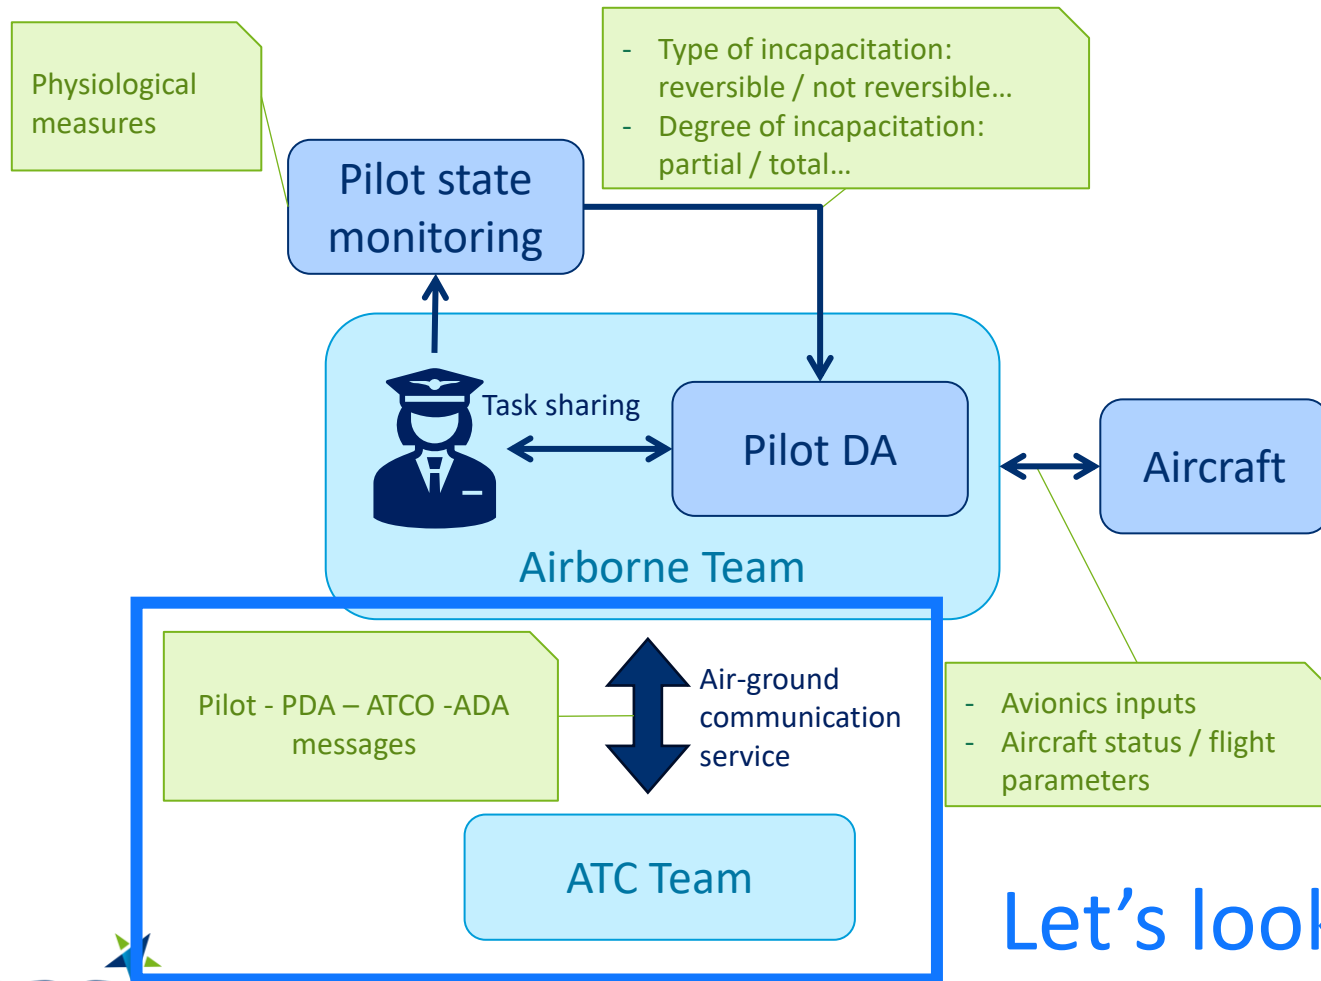 Physiological
measures
- Type of incapacitation:
reversible / not reversible…
- Degree of incapacitation:
partial / total…
Pilot state
monitoring
Task sharing
Pilot DA
Aircraft
Airborne Team
Pilot - PDA – ATCO -ADA
messages
Air-ground
communication
service
- Avionics inputs
- Aircraft status / flight
parameters
ATC Team
Let’s look